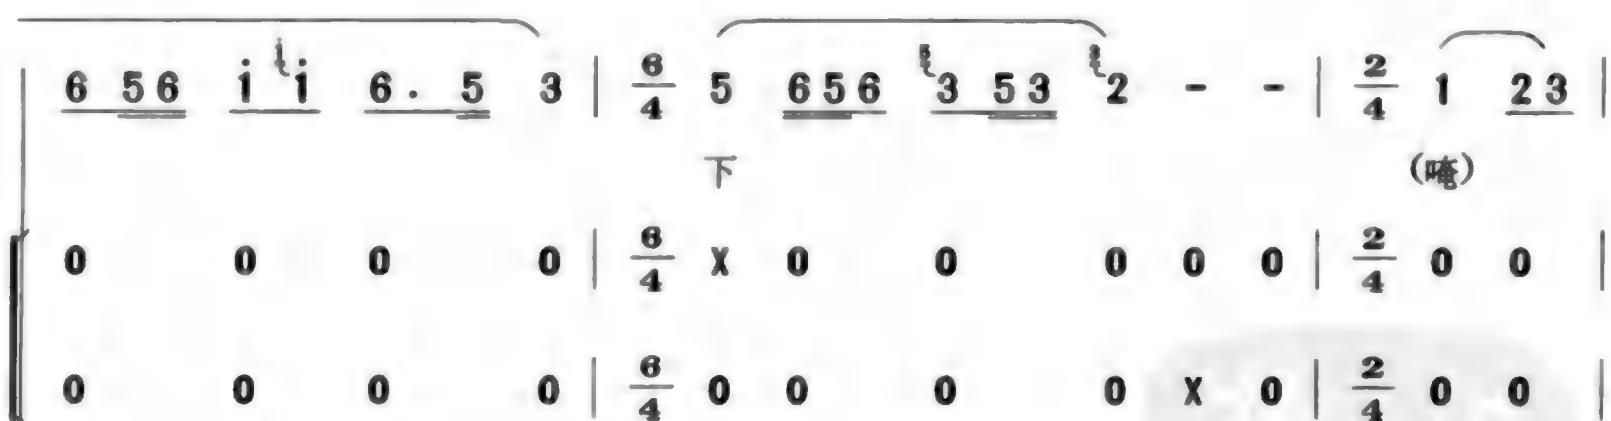 6 56 i i 6. 5 3 | 6/4 5 656 3 53 2 - - | 2/4 1 23 |
下 (唵)
0 0 0 0 | 6/4 X 0 0 0 0 0 | 2/4 0 0 |
0 0 0 0 | 6/4 0 0 0 0 X 0 | 2/4 0 0 |